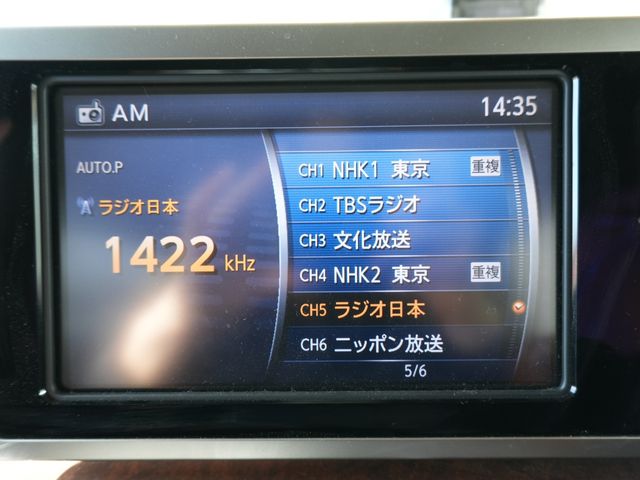 AM
14:35
AUTO.P
ラジオ日本
1422 kHz
CH1 NHK1 東京 重複
CH2 TBSラジオ
CH3 文化放送
CH4 NHK2 東京 重複
CH5 ラジオ日本
CH6 ニッポン放送
5/6